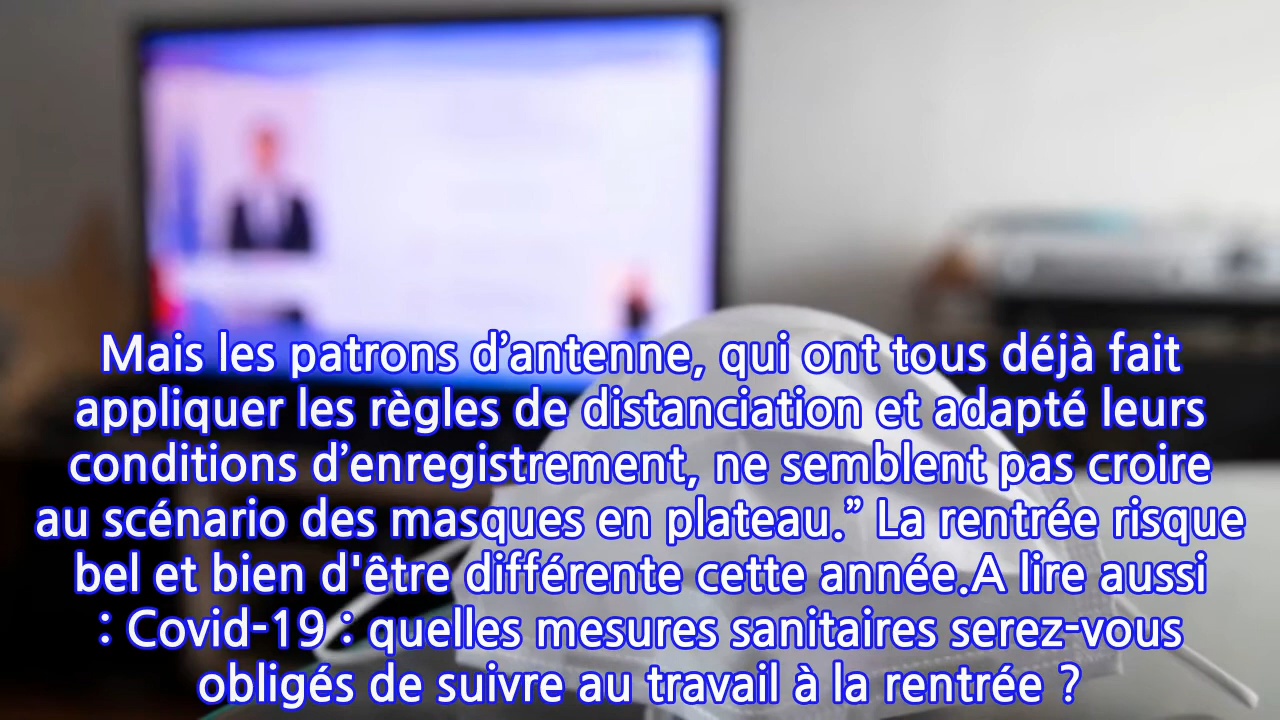 Mais les patrons d’antenne, qui ont tous déjà fait
appliquer les règles de distanciation et adapté leurs
conditions d’enregistrement, ne semblent pas croire
au scénario des masques en plateau.” La rentrée risque
bel et bien d'être différente cette année.A lire aussi
: Covid-19 : quelles mesures sanitaires serez-vous
obligés de suivre au travail à la rentrée ?